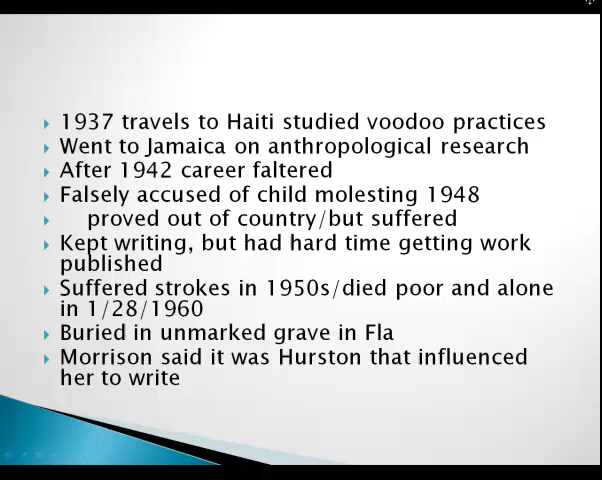 1937 travels to Haiti studied voodoo practices
Went to Jamaica on anthropological research
After 1942 career faltered
Falsely accused of child molesting 1948
proved out of country/but suffered
Kept writing, but had hard time getting work
published
Suffered strokes in 1950s/died poor and alone
in 1/28/1960
Buried in unmarked grave in Fla
Morrison said it was Hurston that influenced
her to write